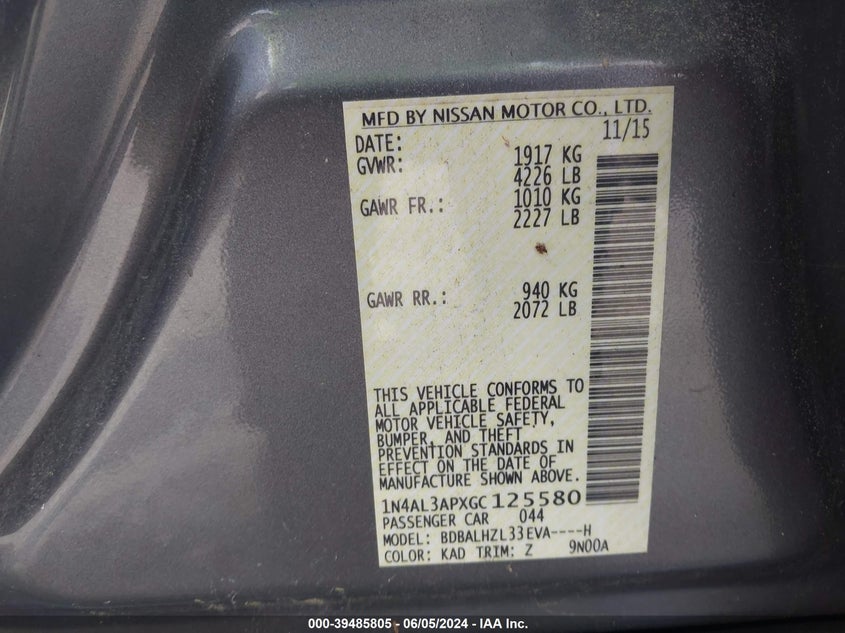 MFD BY NISSAN MOTOR CO., LTD.
DATE: 11/15
GVWR: 1917 KG
4226 LB
GAWR FR.: 1010 KG
2227 LB
GAWR RR.: 940 KG
2072 LB
THIS VEHICLE CONFORMS TO
ALL APPLICABLE FEDERAL
MOTOR VEHICLE SAFETY,
BUMPER, AND THEFT
PREVENTION STANDARDS IN
EFFECT ON THE DATE OF
MANUFACTURE SHOWN ABOVE.
1N4AL3APXGC125580
PASSENGER CAR 044
MODEL: BDBALHZL33EVA----H
COLOR: KAD TRIM: Z 9N00A
000-39485805 - 06/05/2024 - IAA Inc.